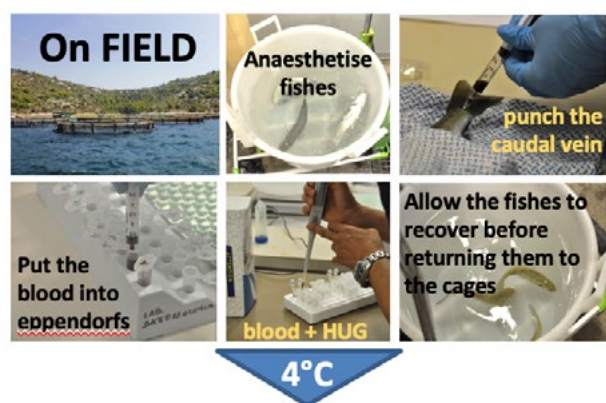 On FIELD
Anaesthetise
fishes
punch the
caudal vein
Put the
blood into
eppendorfs
blood + HUG
Allow the fishes to
recover before
returning them to
the cages
4°C